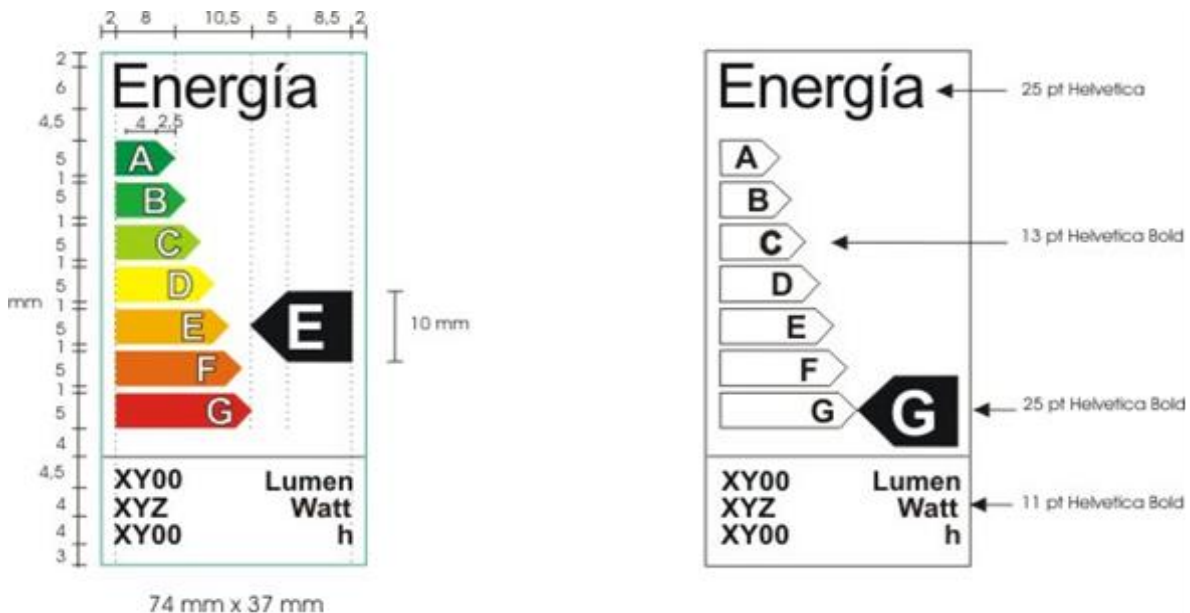 2 8 10,5 5 8,5 2
2
6
4,5
5
1
5
1
5
1
5
1
5
1
5
1
5
4
4,5
4
4
3
mm
Energía
4 2,5
A
B
C
D
E
F
G
E
10 mm
XY00 Lumen
XYZ Watt
XY00 h
74 mm x 37 mm
Energía
25 pt Helvetica
A
B
C
13 pt Helvetica Bold
D
E
F
G
G
25 pt Helvetica Bold
XY00 Lumen
XYZ Watt
11 pt Helvetica Bold
XY00 h